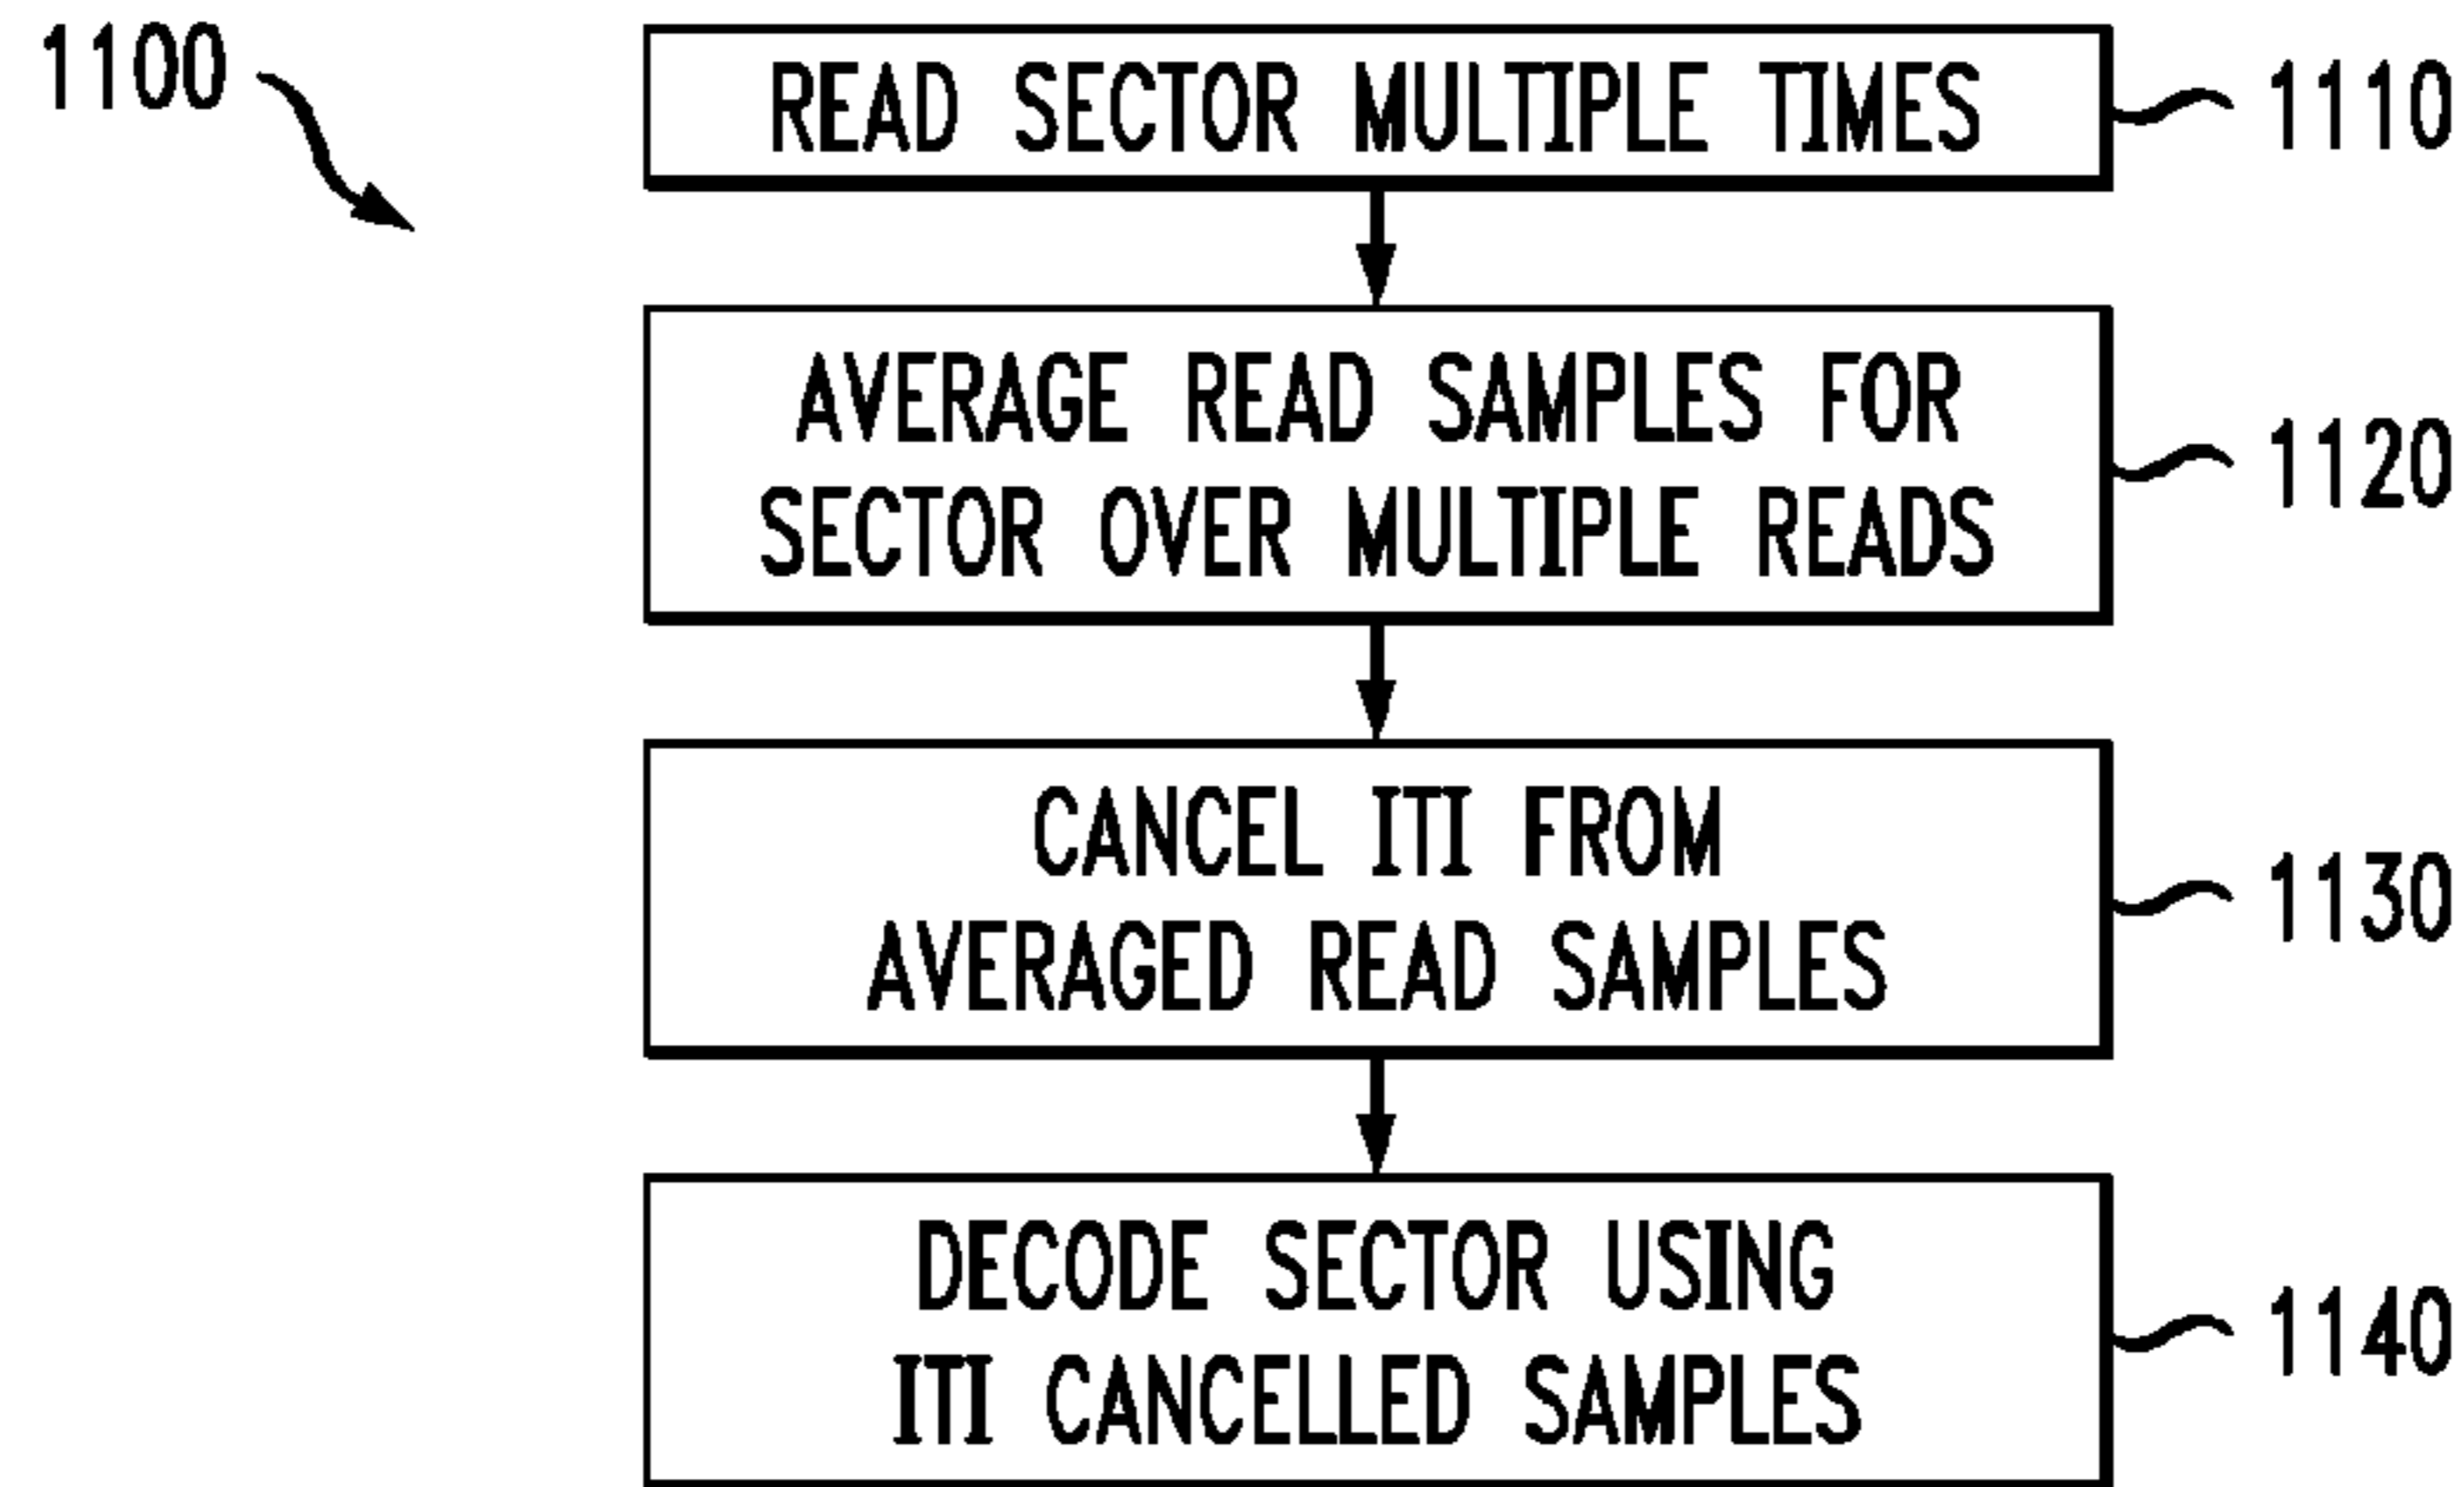 1100
READ SECTOR MULTIPLE TIMES
1110
AVERAGE READ SAMPLES FOR
SECTOR OVER MULTIPLE READS
1120
CANCEL ITI FROM
AVERAGED READ SAMPLES
1130
DECODE SECTOR USING
ITI CANCELLED SAMPLES
1140